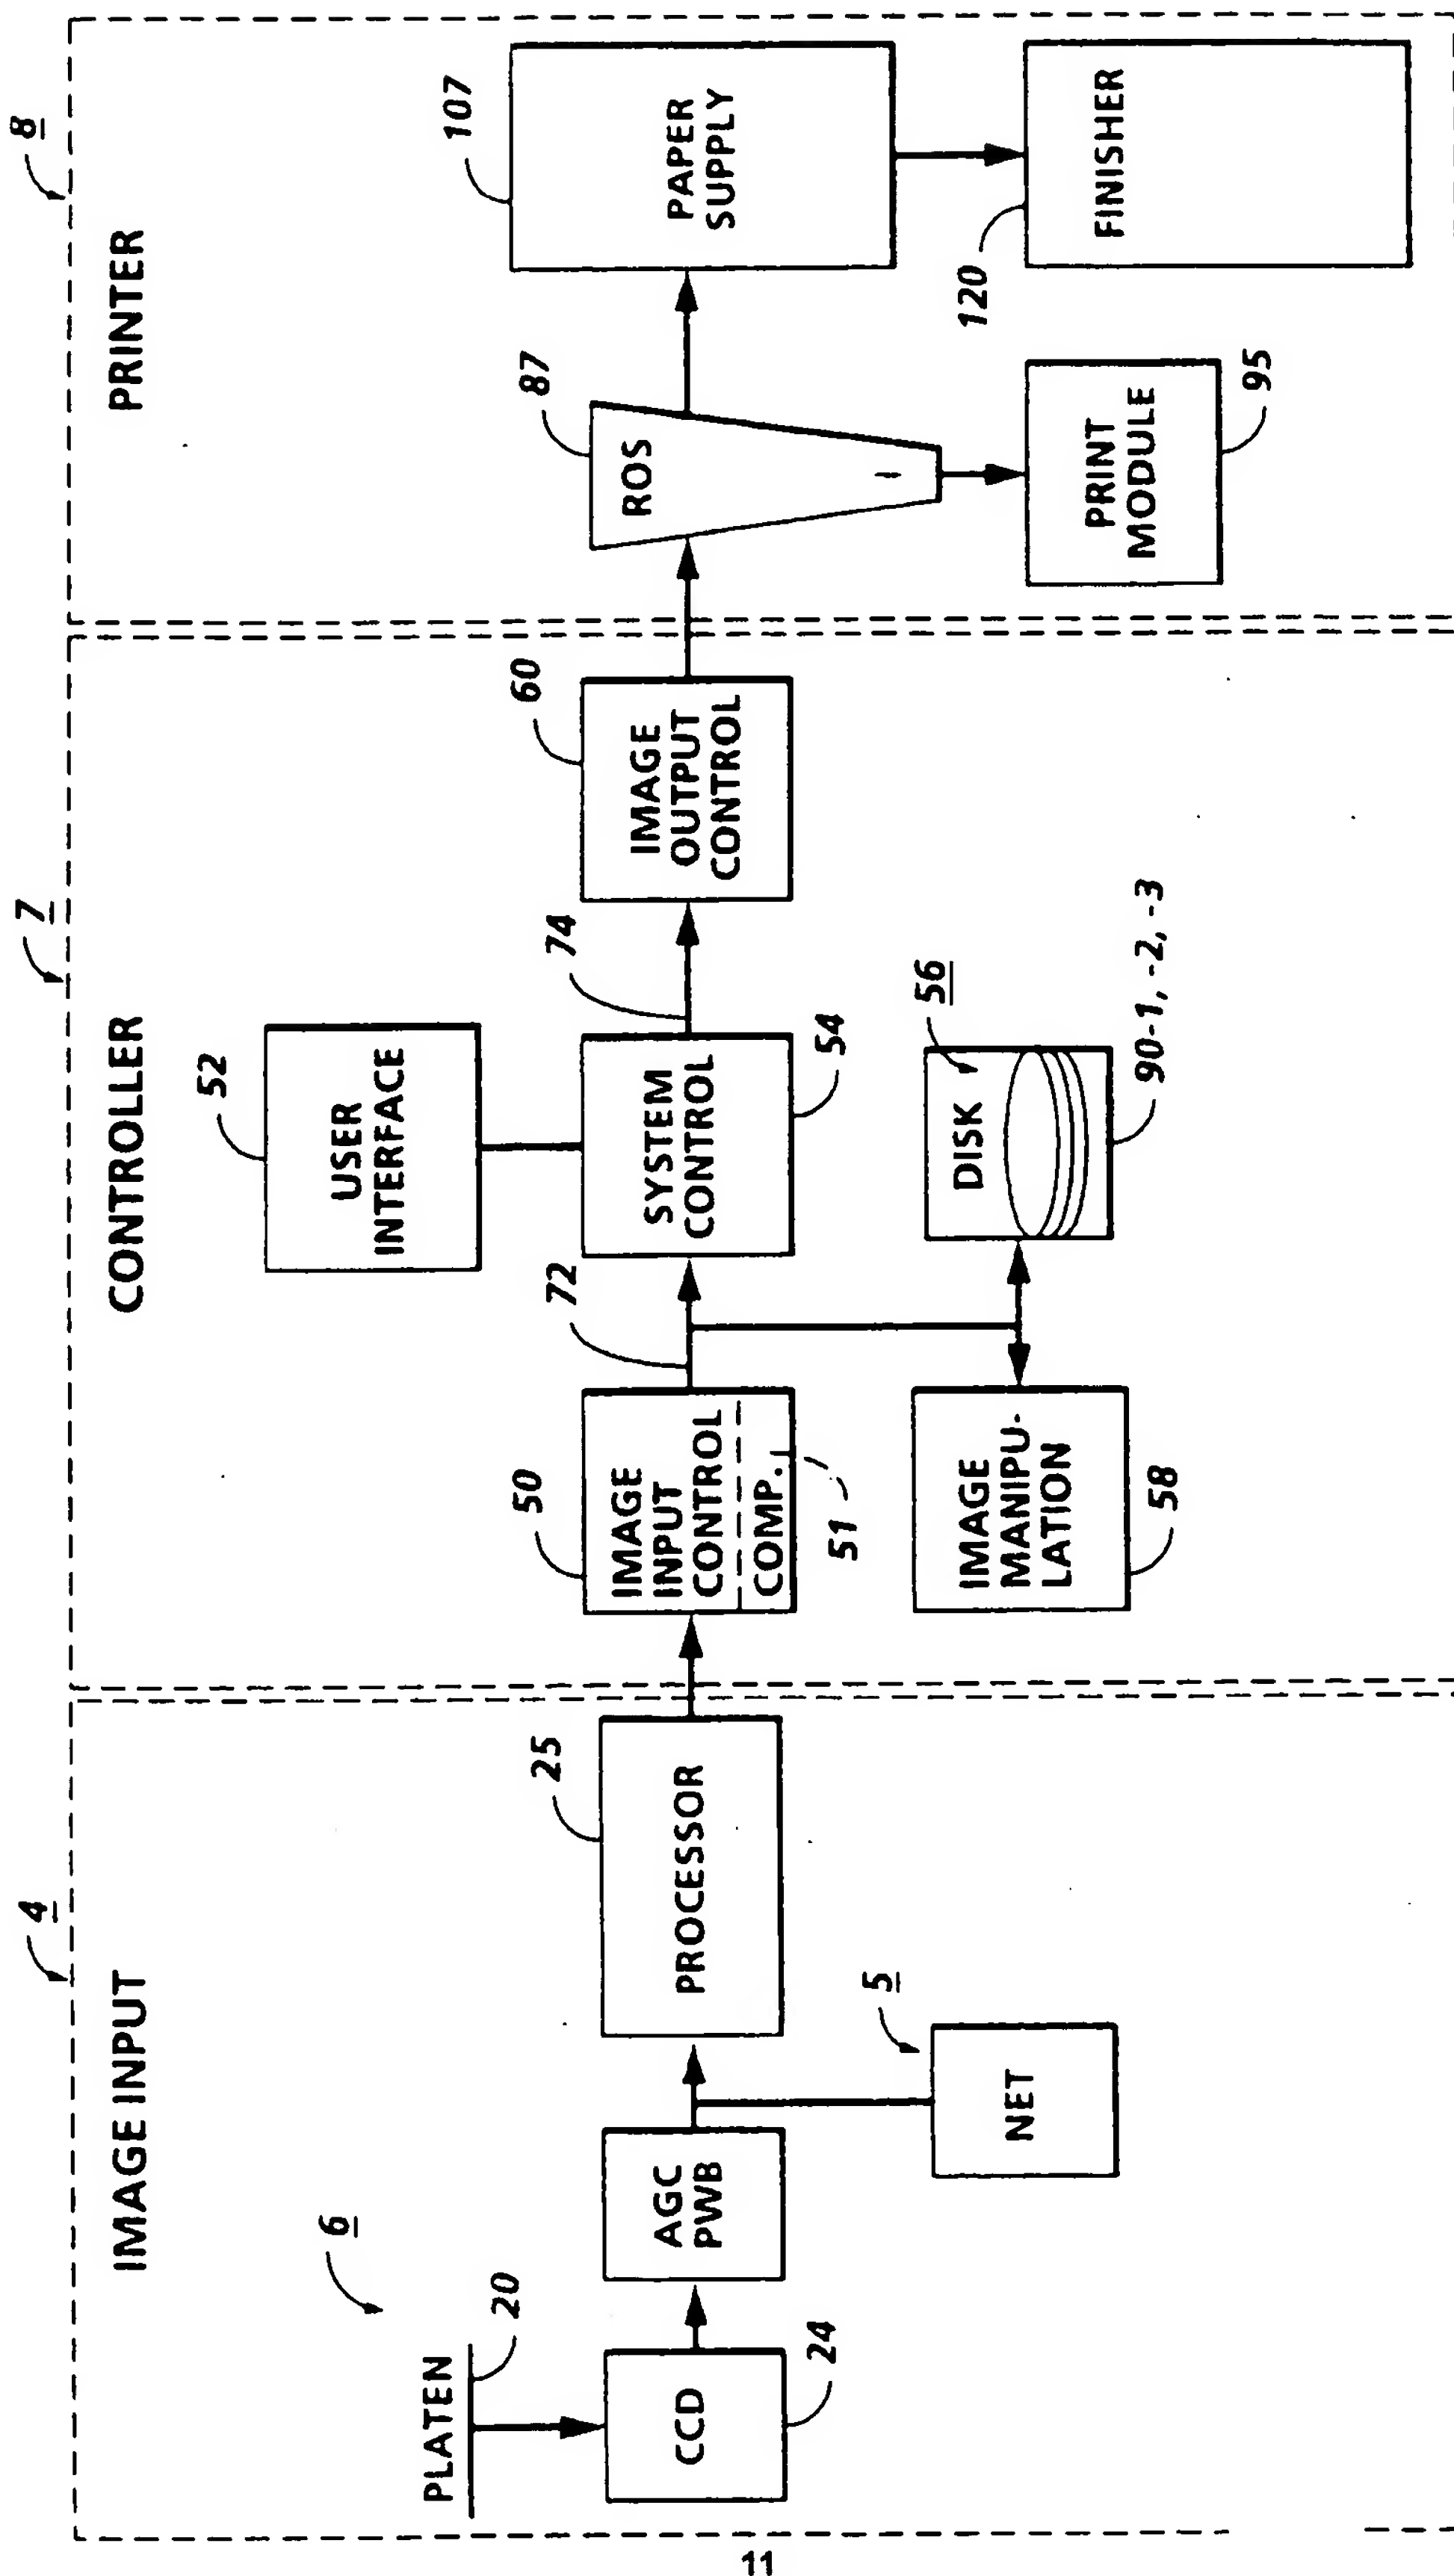 4
IMAGE INPUT
6
PLATEN
20
CCD
24
AGC
PWB
5
NET
25
PROCESSOR
7
CONTROLLER
52
USER
INTERFACE
50
IMAGE
INPUT
CONTROL
COMP.
51
72
SYSTEM
CONTROL
54
74
60
IMAGE
OUTPUT
CONTROL
IMAGE
MANIPU-
LATION
58
DISK
56
90-1, -2, -3
8
PRINTER
87
ROS
PRINT
MODULE
95
107
PAPER
SUPPLY
120
FINISHER
11